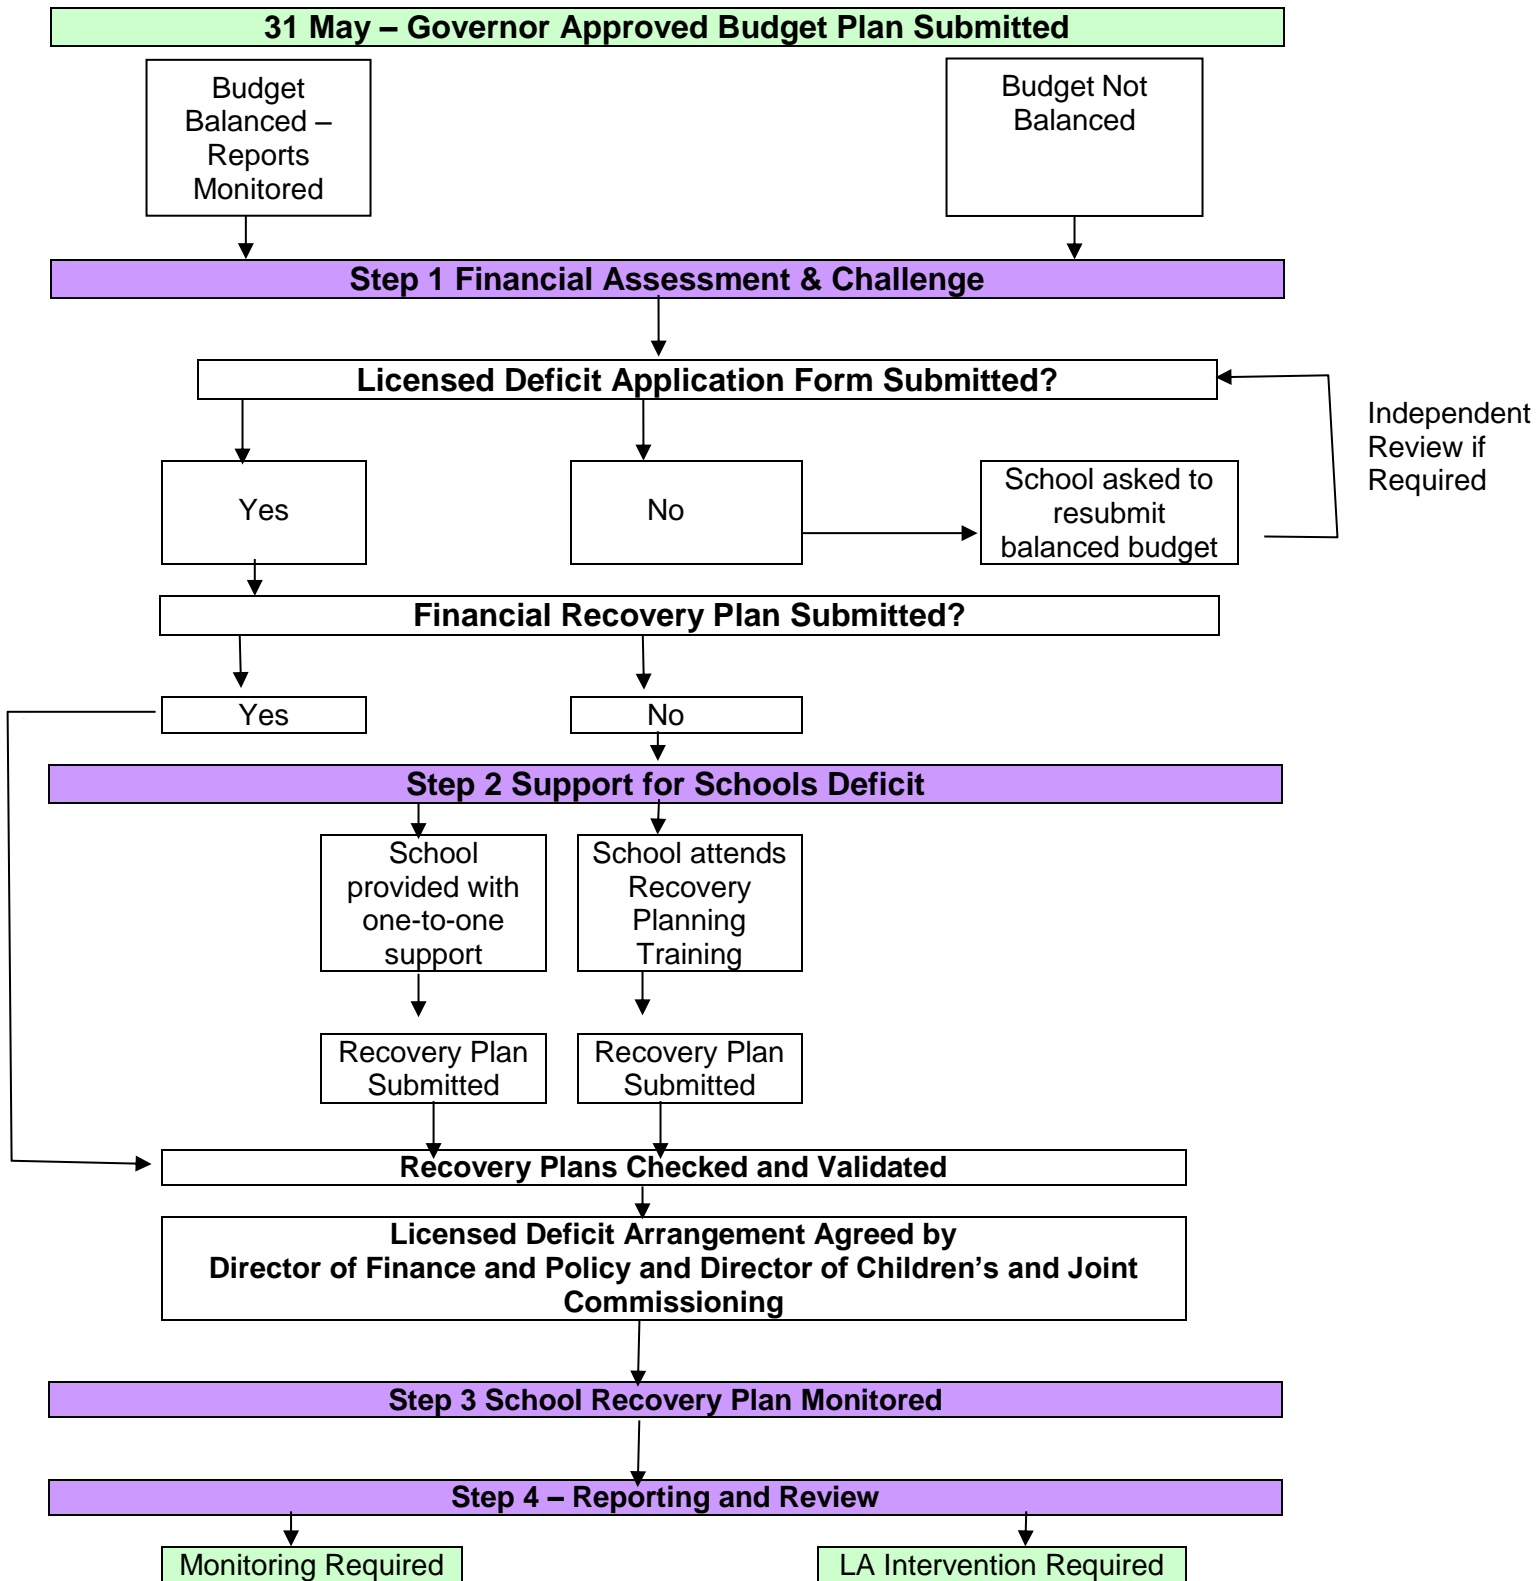 31 May – Governor Approved Budget Plan Submitted
Budget
Balanced –
Reports
Monitored
Budget Not
Balanced
Step 1 Financial Assessment & Challenge
Licensed Deficit Application Form Submitted?
Independent
Review if
Required
Yes
No
School asked to
resubmit
balanced budget
Financial Recovery Plan Submitted?
Yes
No
Step 2 Support for Schools Deficit
School
provided with
one-to-one
support
School attends
Recovery
Planning
Training
Recovery Plan
Submitted
Recovery Plan
Submitted
Recovery Plans Checked and Validated
Licensed Deficit Arrangement Agreed by
Director of Finance and Policy and Director of Children’s and Joint
Commissioning
Step 3 School Recovery Plan Monitored
Step 4 – Reporting and Review
Monitoring Required
LA Intervention Required